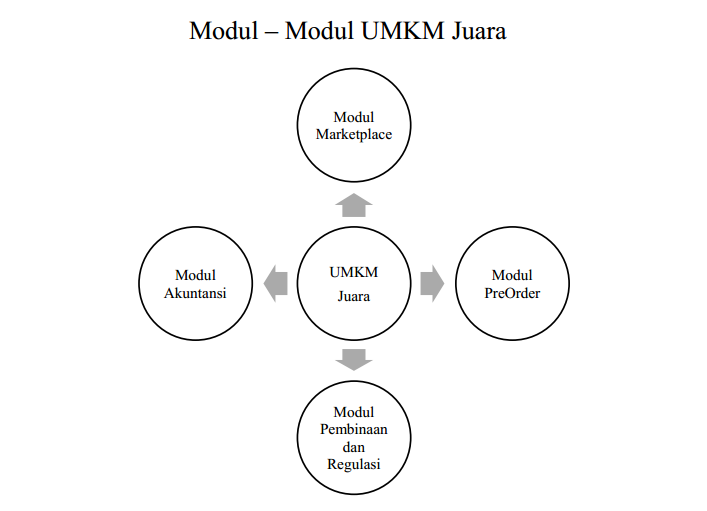 Modul – Modul UMKM Juara
Modul
Marketplace
Modul
Akuntansi
UMKM
Juara
Modul
PreOrder
Modul
Pembinaan
dan
Regulasi